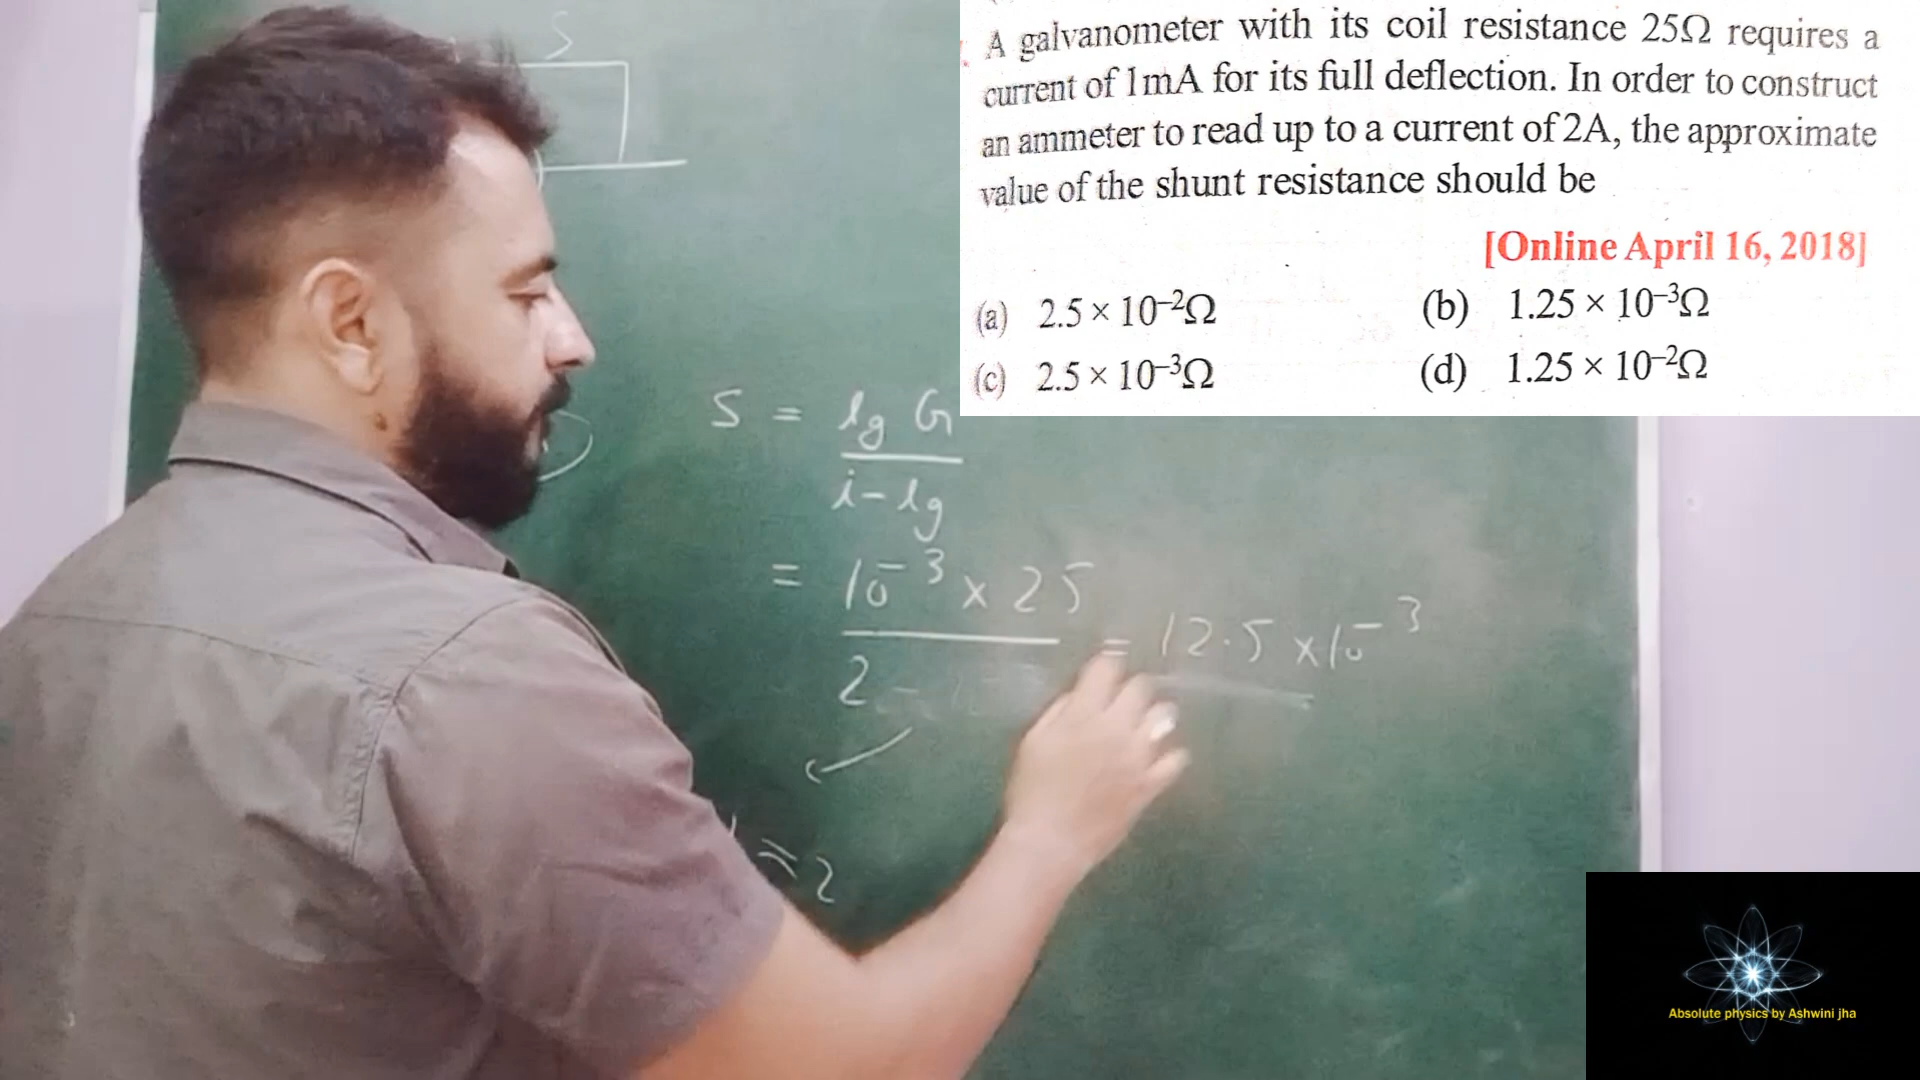 A galvanometer with its coil resistance 25Ω requires a
current of 1mA for its full deflection. In order to construct
an ammeter to read up to a current of 2A, the approximate
value of the shunt resistance should be
[Online April 16, 2018]
(a) 2.5 × 10⁻²Ω (b) 1.25 × 10⁻³Ω
(c) 2.5 × 10⁻³Ω (d) 1.25 × 10⁻²Ω
S
S = ig G
i - ig
= 10⁻³ × 25
2
= 12.5 × 10⁻³
≈ 2
Absolute physics by Ashwini jha